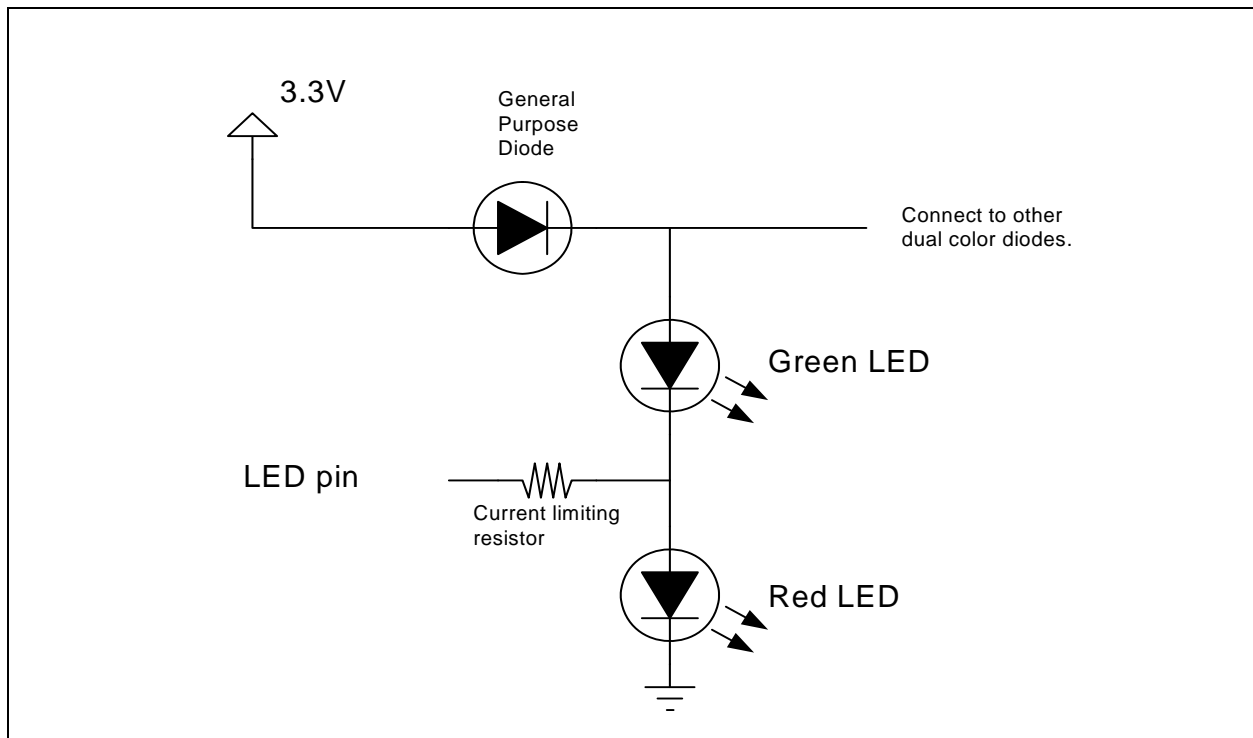 3.3V
General
Purpose
Diode
Connect to other
dual color diodes.
Green LED
LED pin
Current limiting
resistor
Red LED